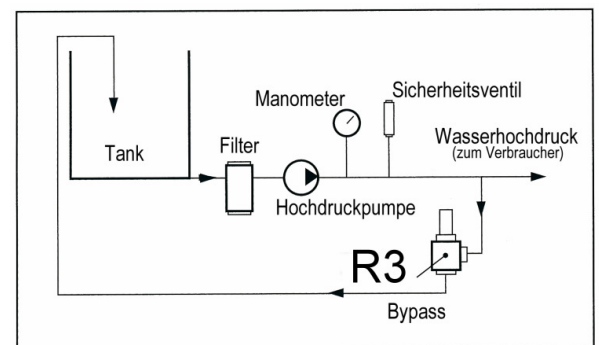 Manometer
Sicherheitsventil
Wasserhochdruck
(zum Verbraucher)
Tank
Filter
Hochdruckpumpe
R3
Bypass